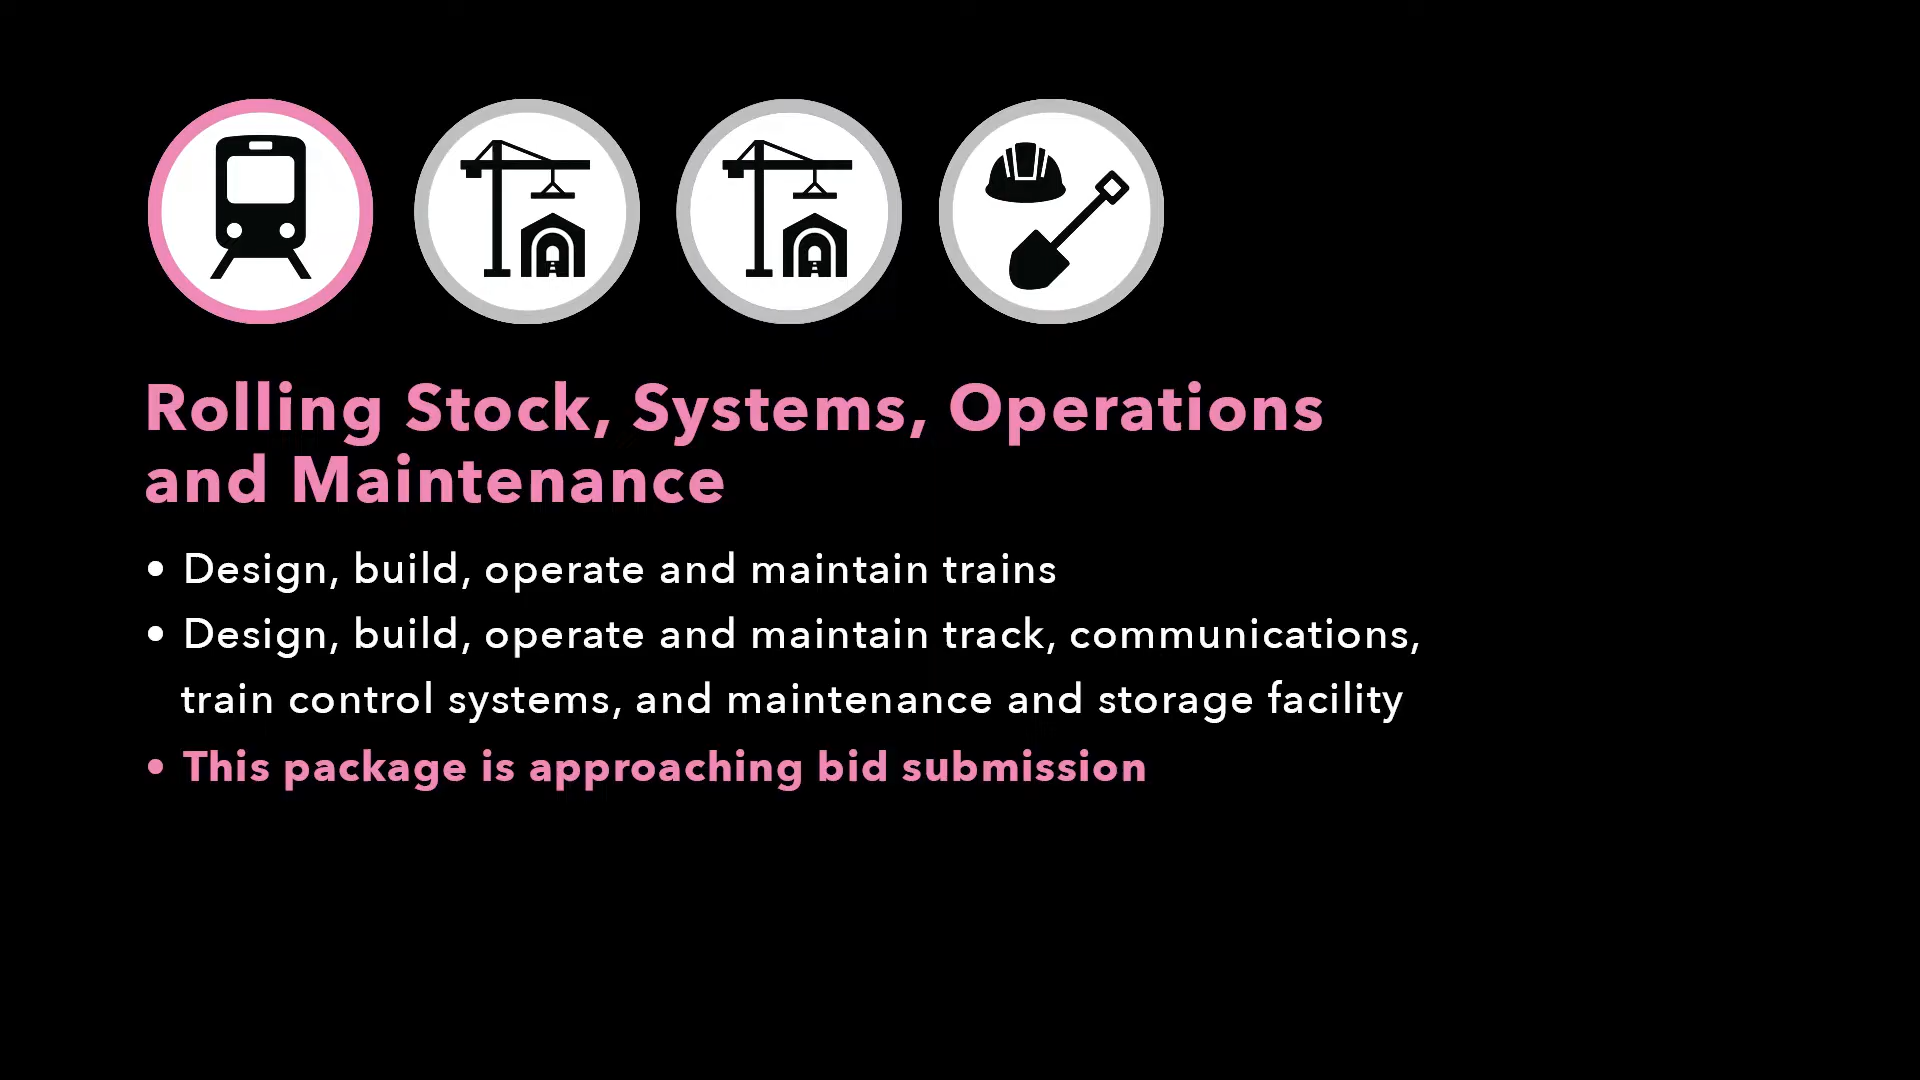 Rolling Stock, Systems, Operations
and Maintenance
• Design, build, operate and maintain trains
• Design, build, operate and maintain track, communications,
train control systems, and maintenance and storage facility
• This package is approaching bid submission